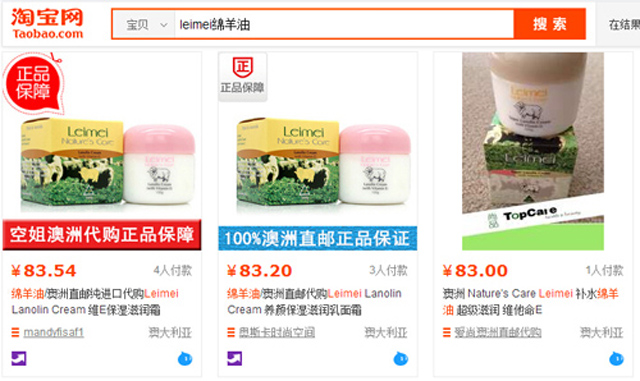 淘宝网
Taobao.com
宝贝
leimei绵羊油
搜 索
在结果
正品
保障
Leimei
Nature's Care
空姐澳洲代购正品保障
¥83.54
4人付款
绵羊油/澳洲直邮纯进口代购Leimei
Lanolin Cream 维E保湿滋润霜
mandyfisaf1
澳大利亚
正
正品保障
Leimei
Nature's Care
100%澳洲直邮正品保证
¥83.20
3人付款
绵羊油/澳洲直邮代购Leimei Lanolin
Cream 养颜保湿滋润乳面霜
奥斯卡时尚空间
澳大利亚
Leimei
TopCare
¥83.00
1人付款
澳洲 Nature's Care Leimei 补水绵羊
油 超级滋润 维他命E
爱尚澳洲直邮代购
澳大利亚